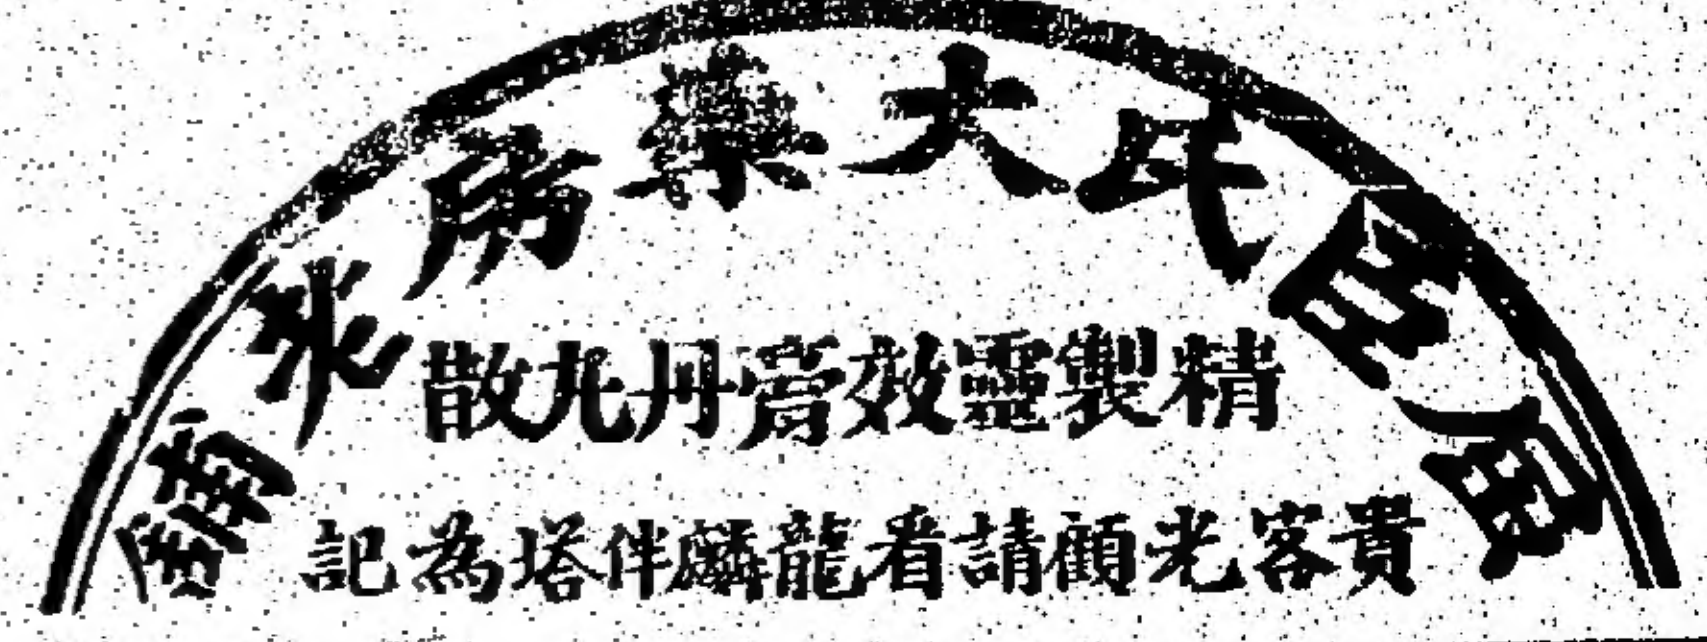 屈臣氏大藥房老鋪
精製靈效膏丹丸散
貴客光顧請看龍麟伴塔為記